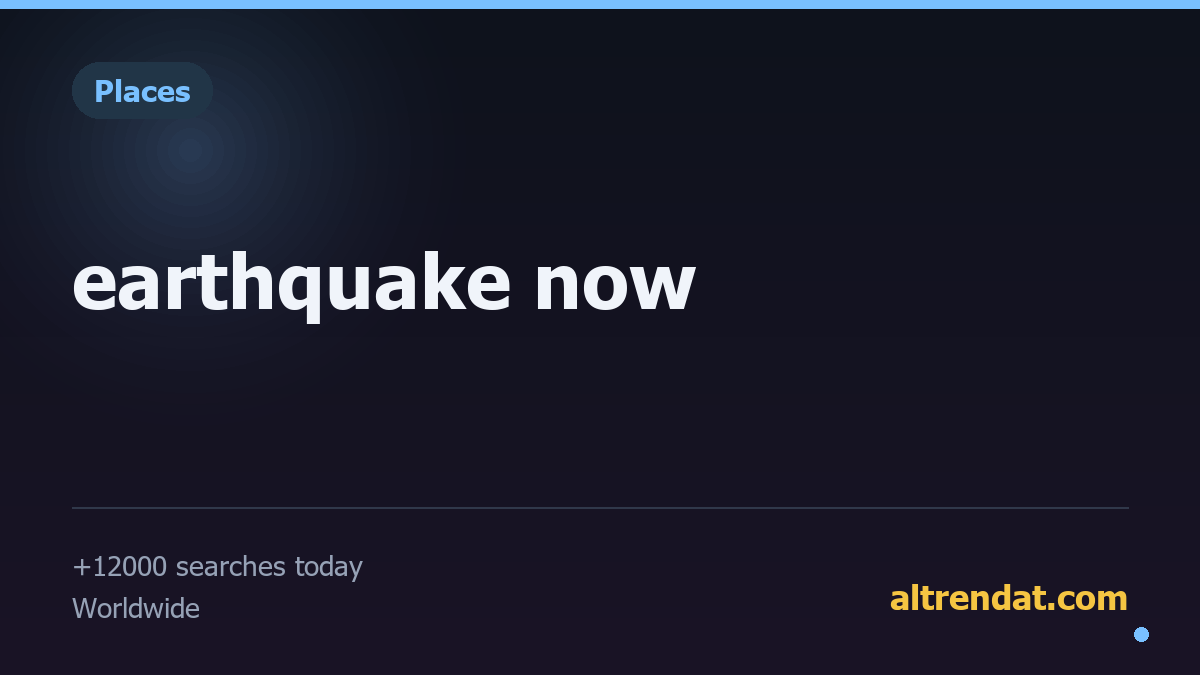 Places
earthquake now
+12000 searches today
Worldwide
altrendat.com